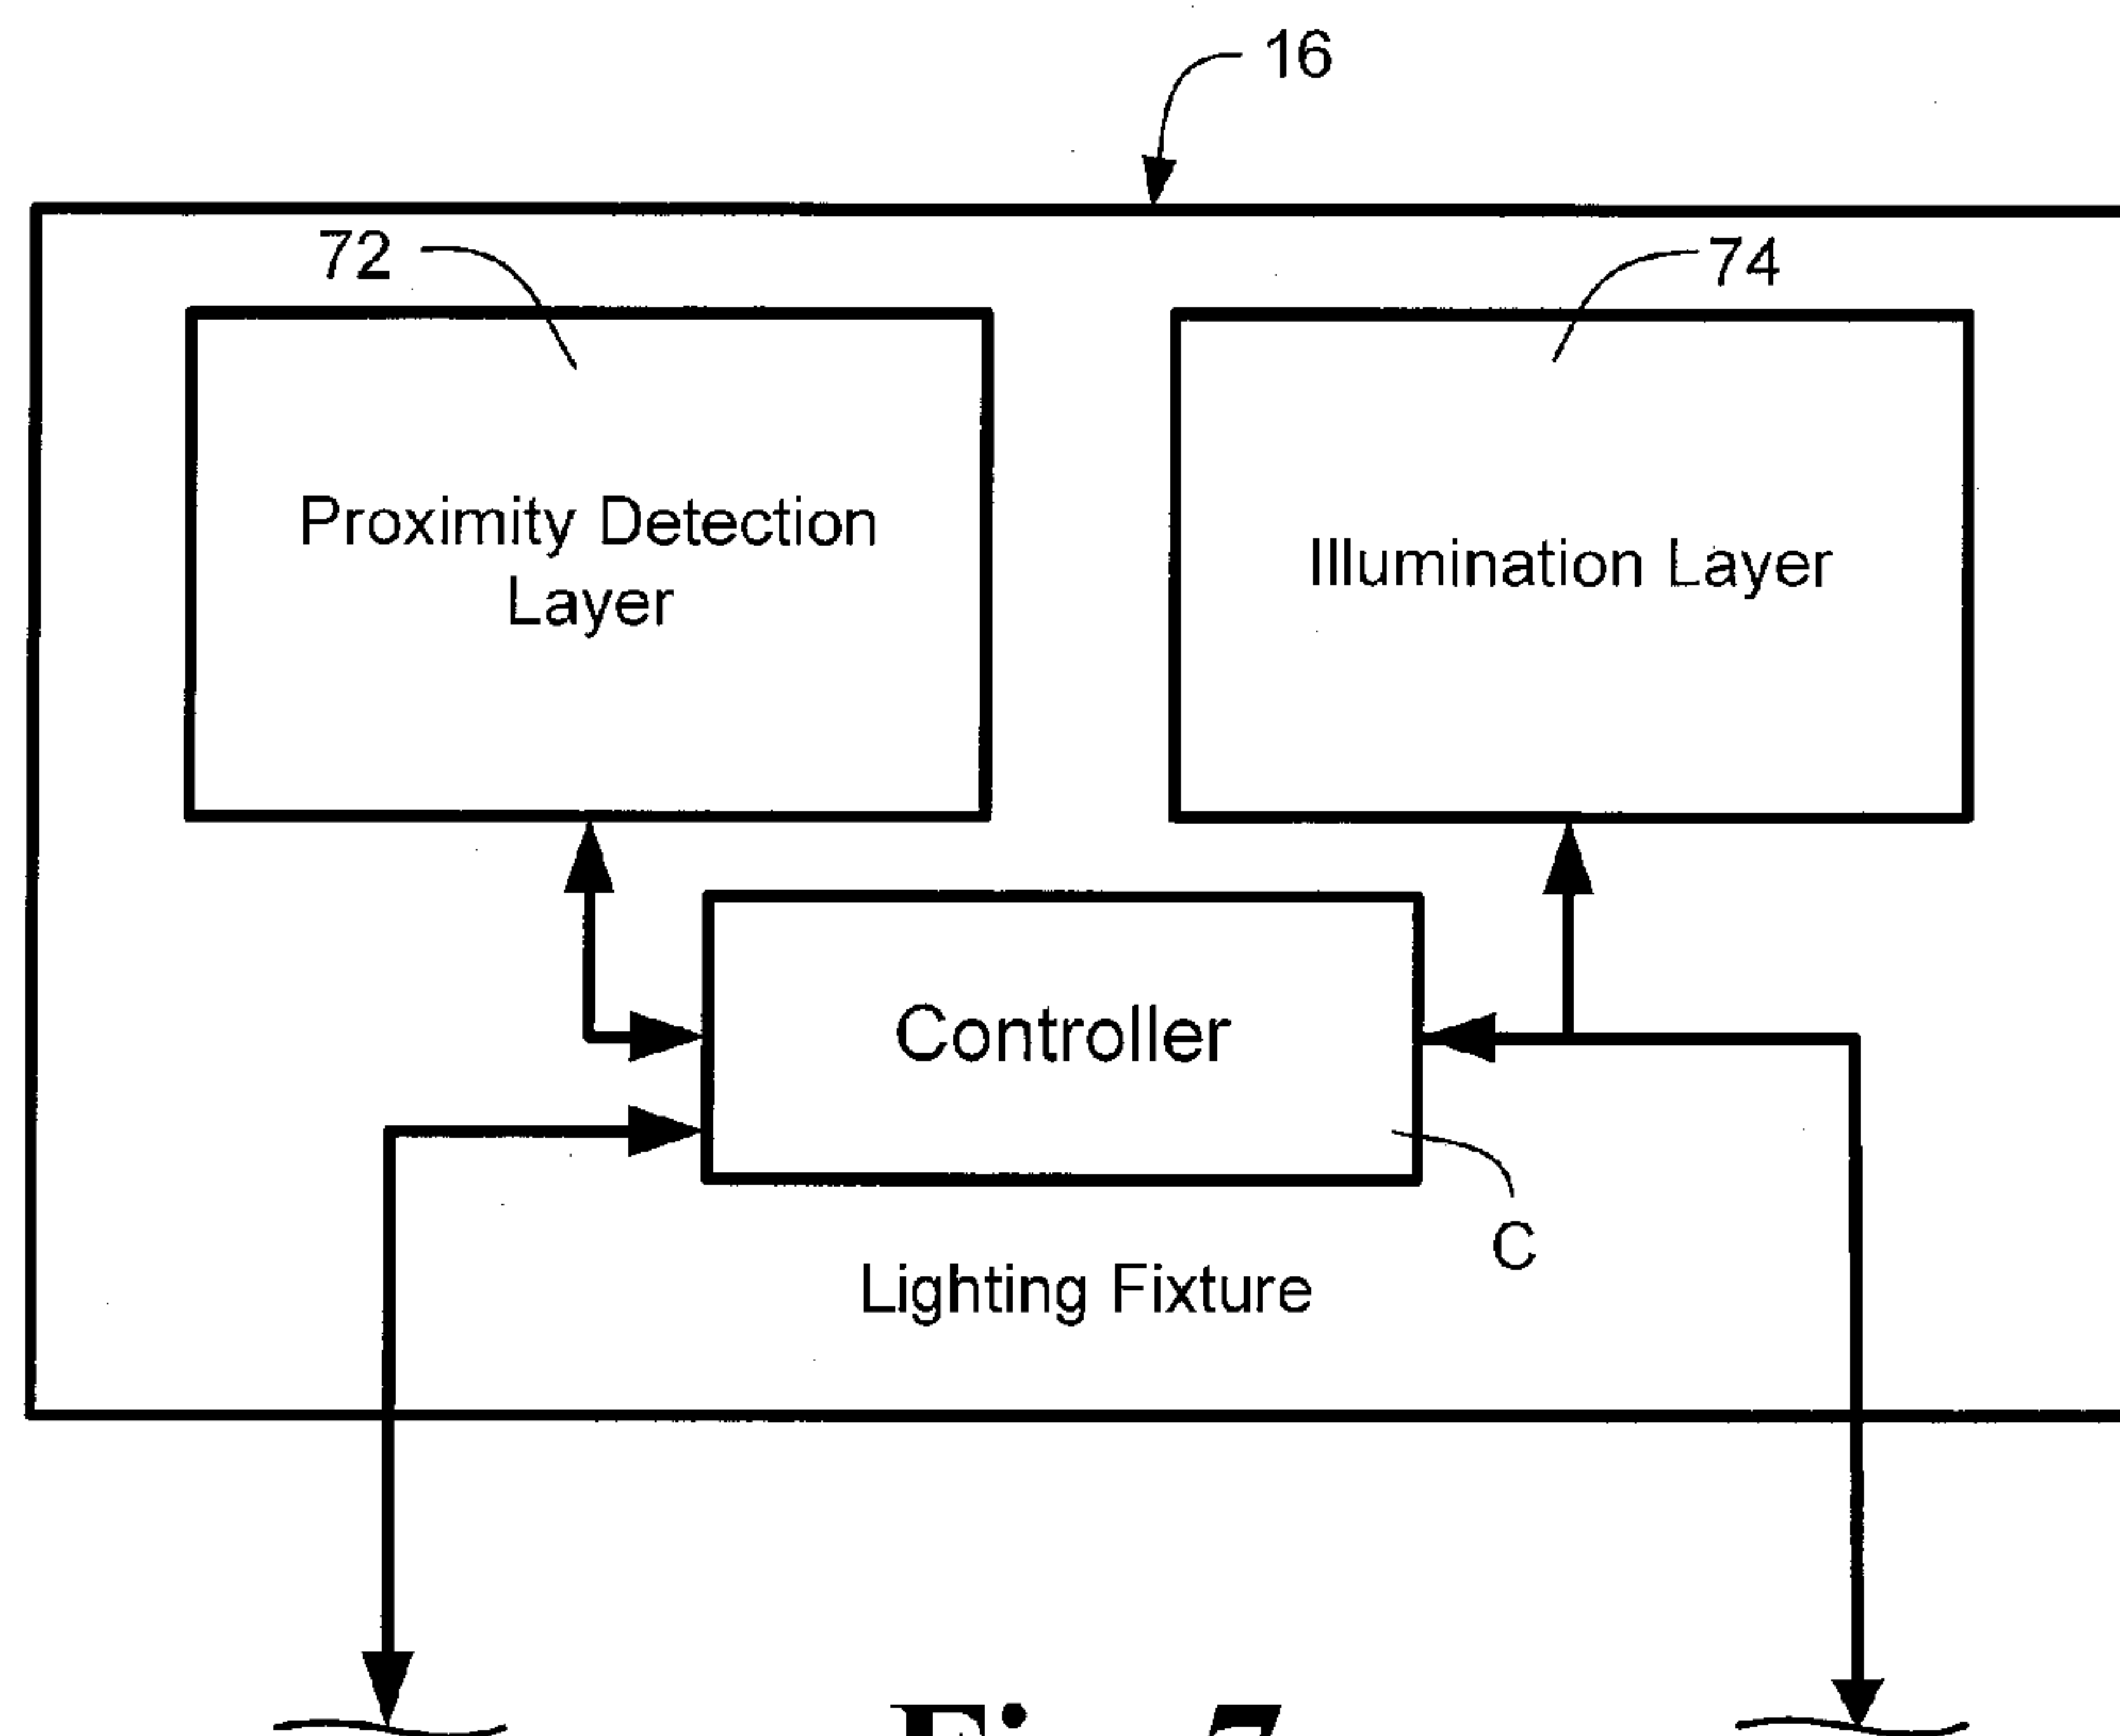 16
72
74
Proximity Detection
Layer
Illumination Layer
Controller
C
Lighting Fixture